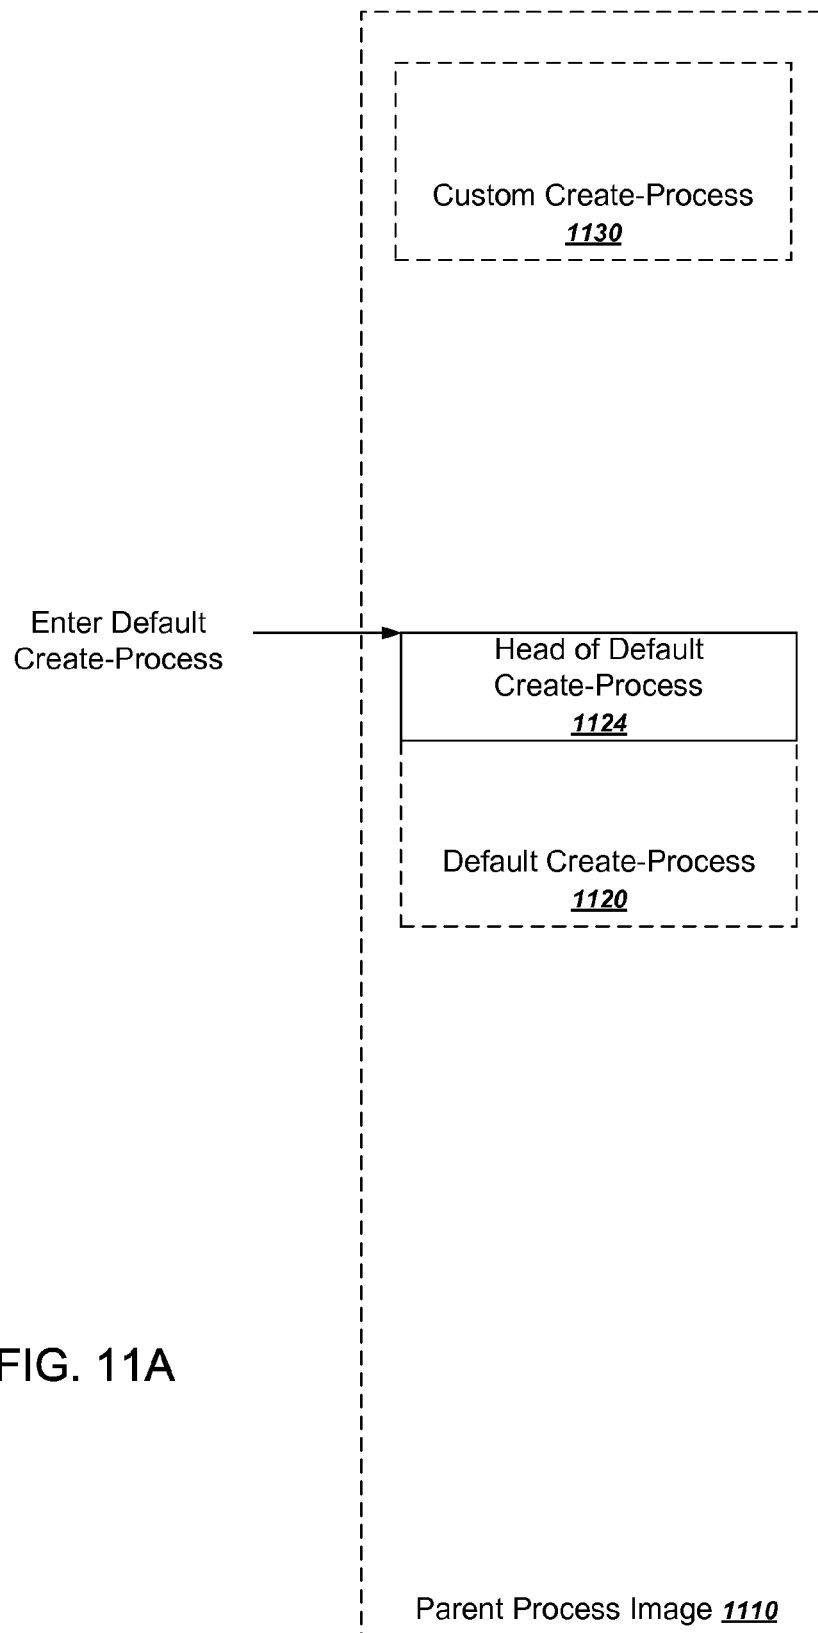 Custom Create-Process
1130
Enter Default
Create-Process
Head of Default
Create-Process
1124
Default Create-Process
1120
FIG. 11A
Parent Process Image 1110